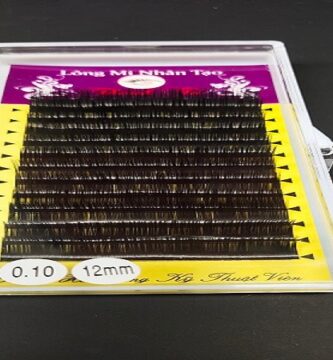 Lông Mi Nhân Tạo
0.10 12mm
Kỹ Thuật Viên